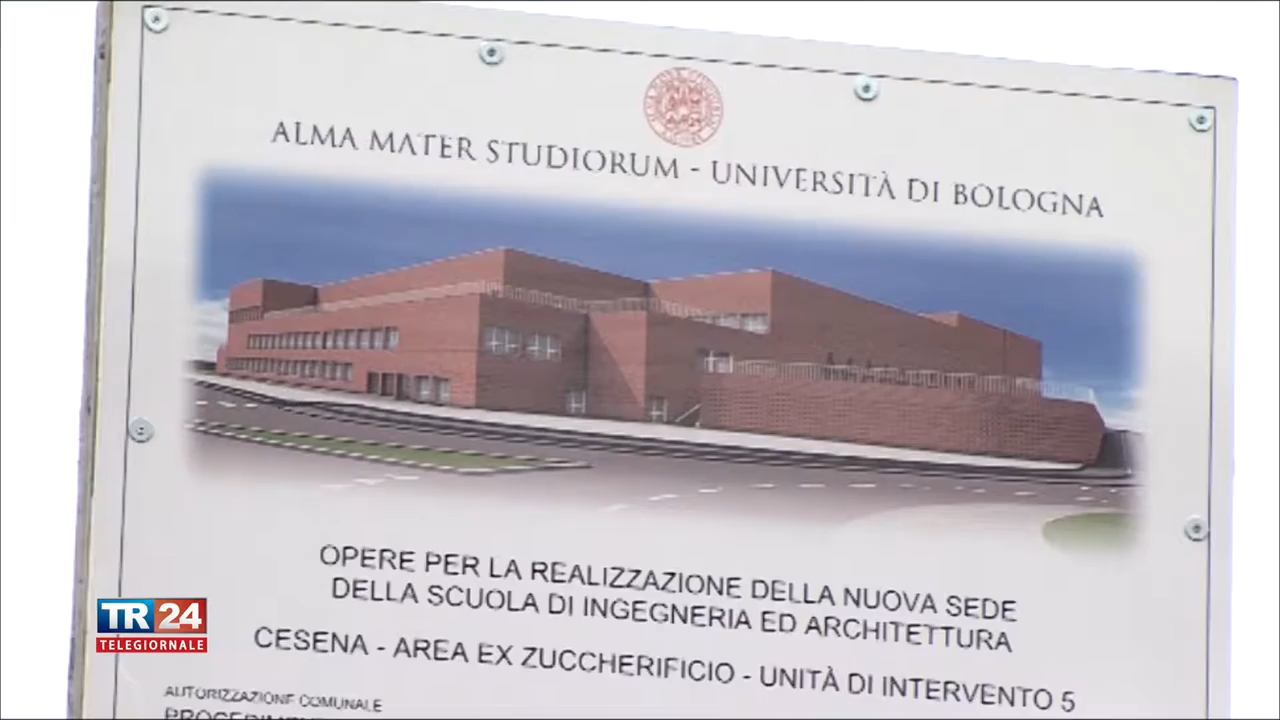 ALMA MATER STUDIORUM - UNIVERSITÀ DI BOLOGNA
OPERE PER LA REALIZZAZIONE DELLA NUOVA SEDE
DELLA SCUOLA DI INGEGNERIA ED ARCHITETTURA
CESENA - AREA EX ZUCCHERIFICIO - UNITÀ DI INTERVENTO 5
AUTORIZZAZIONE COMUNALE
TR24
TELEGIORNALE